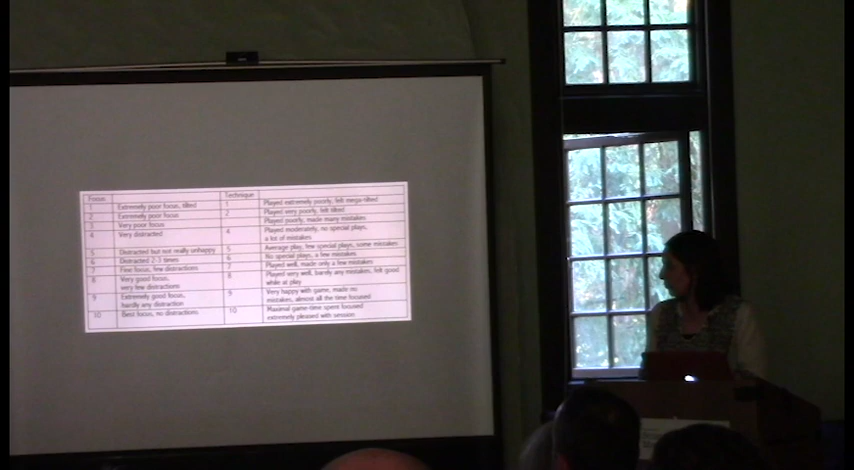 Focus Technique
1 Extremely poor focus, tilted 1 Played extremely poorly, felt mega-tilted
2 Extremely poor focus 2 Played very poorly, felt tilted
3 Very poor focus Played poorly, made many mistakes
4 Very distracted 4 Played moderately, no special plays,
a lot of mistakes
5 Distracted but not really unhappy 5 Average play, few special plays, some mistakes
6 Distracted 2-3 times 6 No special plays, a few mistakes
7 Fine focus, few distractions 7 Played well, made only a few mistakes
8 Very good focus, 8 Played very well, barely any mistakes, felt good
very few distractions while at play
9 Extremely good focus, 9 Very happy with game, made no
hardly any distraction mistakes, almost all the time focused
10 Best focus, no distractions 10 Maximal game-time spent focused
extremely pleased with session